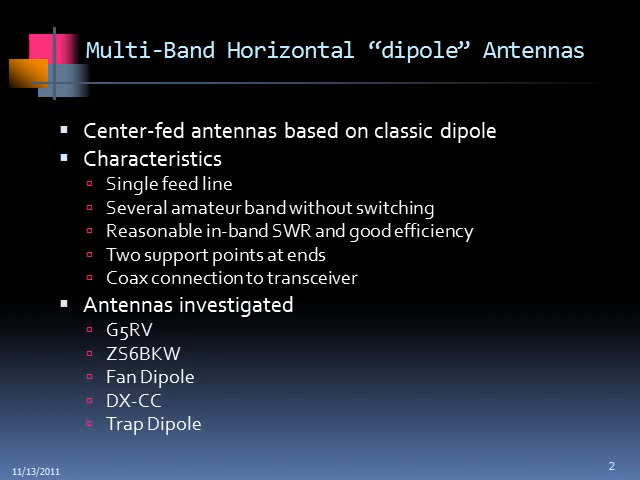 Multi-Band Horizontal “dipole” Antennas
Center-fed antennas based on classic dipole
Characteristics
Single feed line
Several amateur band without switching
Reasonable in-band SWR and good efficiency
Two support points at ends
Coax connection to transceiver
Antennas investigated
G5RV
ZS6BKW
Fan Dipole
DX-CC
Trap Dipole
11/13/2011
2